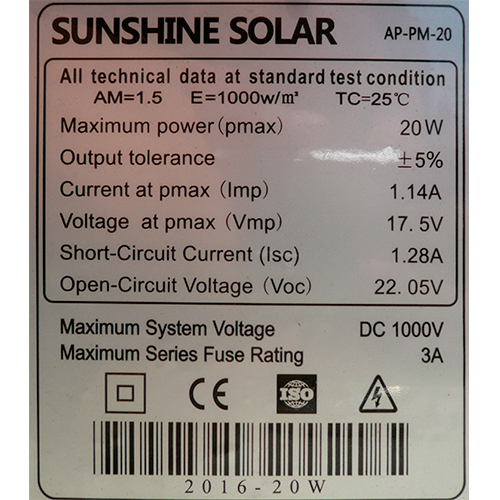 SUNSHINE SOLAR AP-PM-20
All technical data at standard test condition
AM=1.5 E=1000w/m² TC=25℃
Maximum power(pmax) 20W
Output tolerance ±5%
Current at pmax (Imp) 1.14A
Voltage at pmax (Vmp) 17.5V
Short-Circuit Current (Isc) 1.28A
Open-Circuit Voltage (Voc) 22.05V
Maximum System Voltage DC 1000V
Maximum Series Fuse Rating 3A
CE ISO
2016-20W